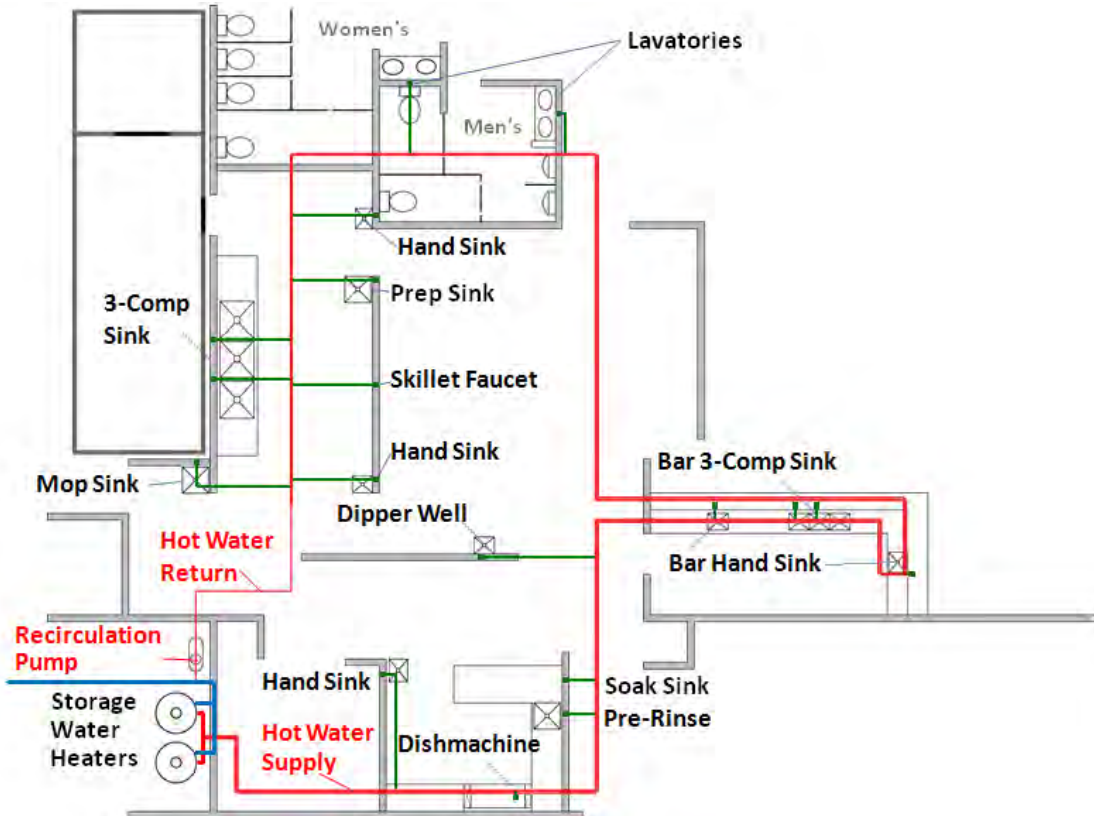 Women's
Lavatories
Men's
Hand Sink
Prep Sink
3-Comp
Sink
Skillet Faucet
Hand Sink
Mop Sink
Bar 3-Comp Sink
Dipper Well
Hot Water
Return
Bar Hand Sink
Recirculation
Pump
Hand Sink
Soak Sink
Storage
Water
Heaters
Pre-Rinse
Hot Water
Supply
Dishmachine